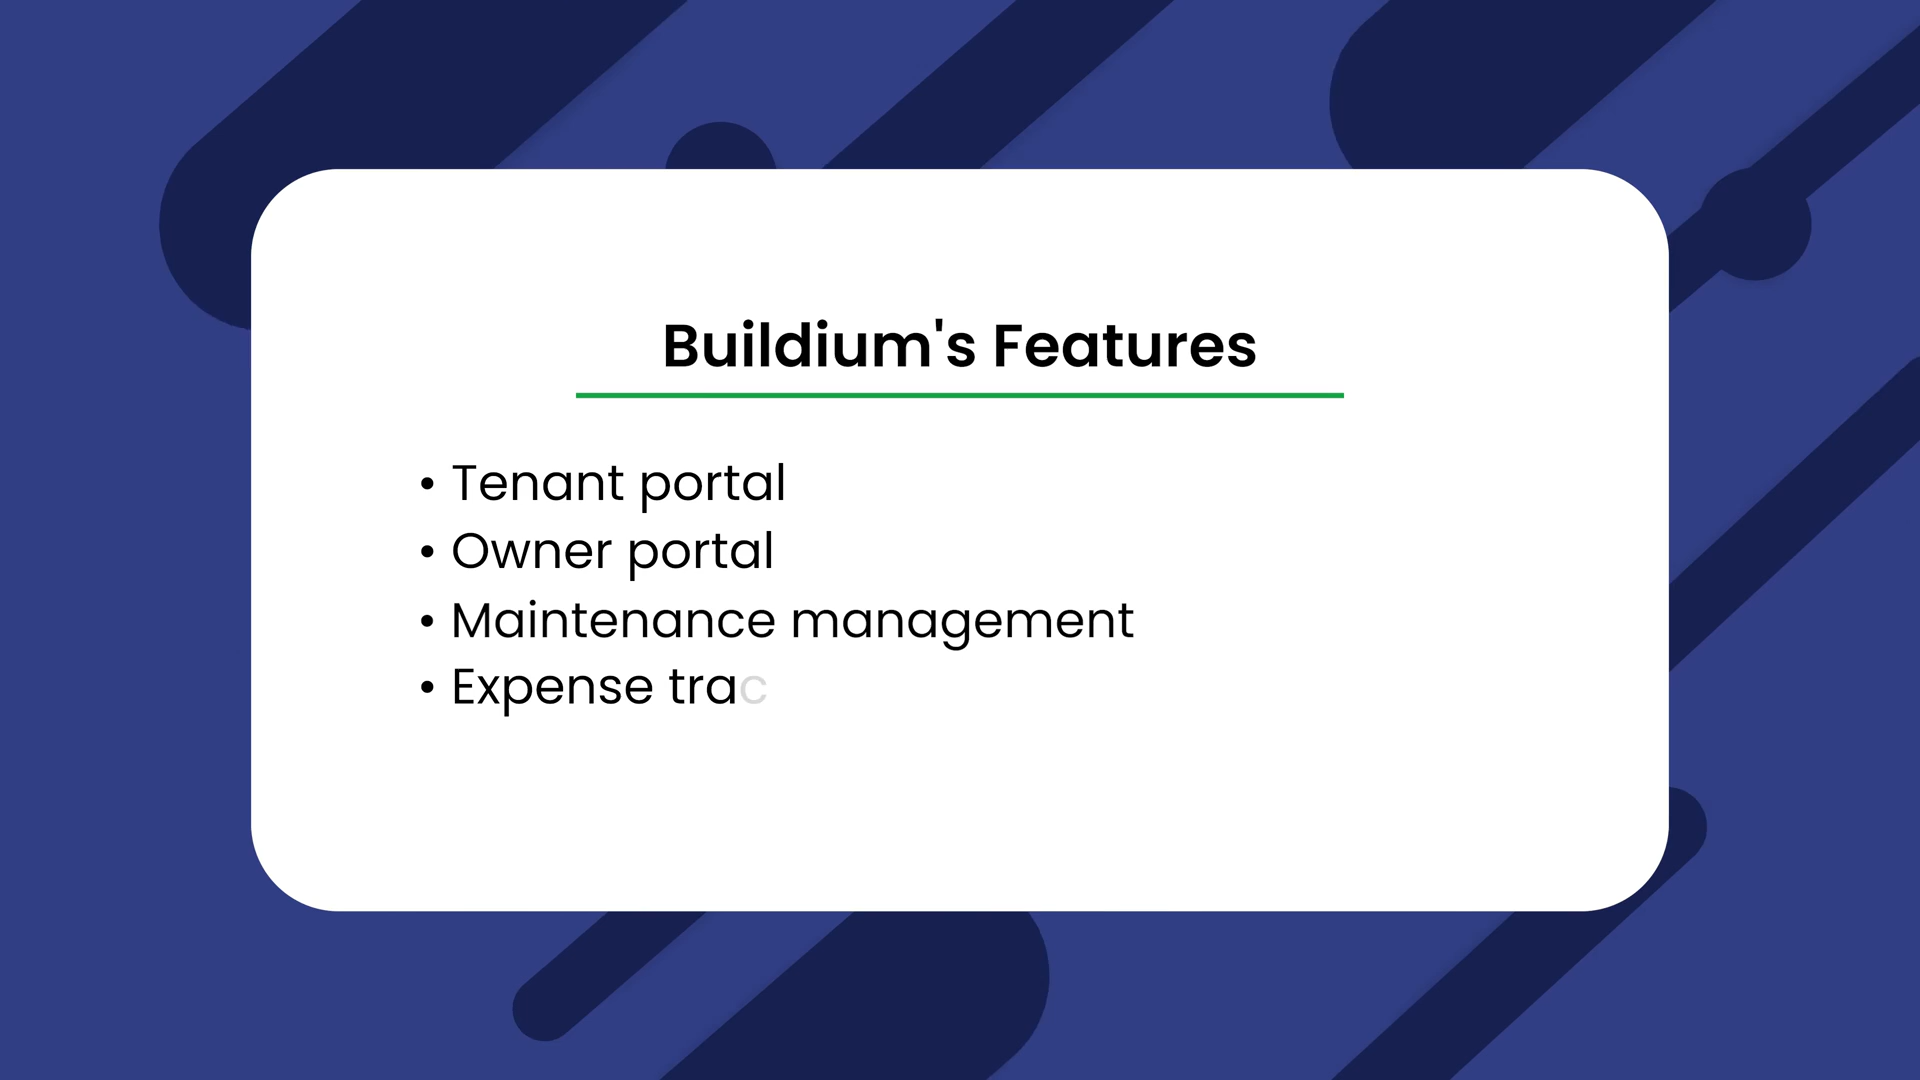 Buildium's Features
• Tenant portal
• Owner portal
• Maintenance management
• Expense trac